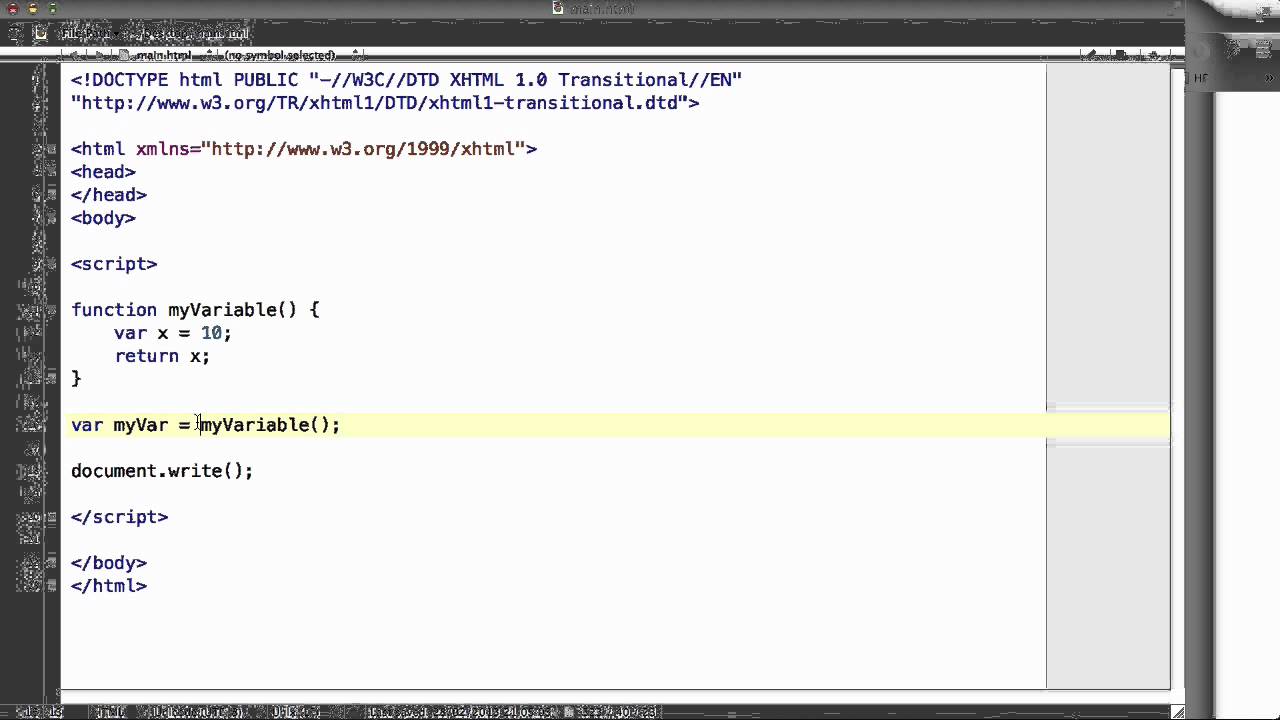 main.html
main.html (no symbol selected)
<!DOCTYPE html PUBLIC "-//W3C//DTD XHTML 1.0 Transitional//EN"
"http://www.w3.org/TR/xhtml1/DTD/xhtml1-transitional.dtd">
<html xmlns="http://www.w3.org/1999/xhtml">
<head>
</head>
<body>
<script>
function myVariable() {
var x = 10;
return x;
}
var myVar = myVariable();
document.write();
</script>
</body>
</html>